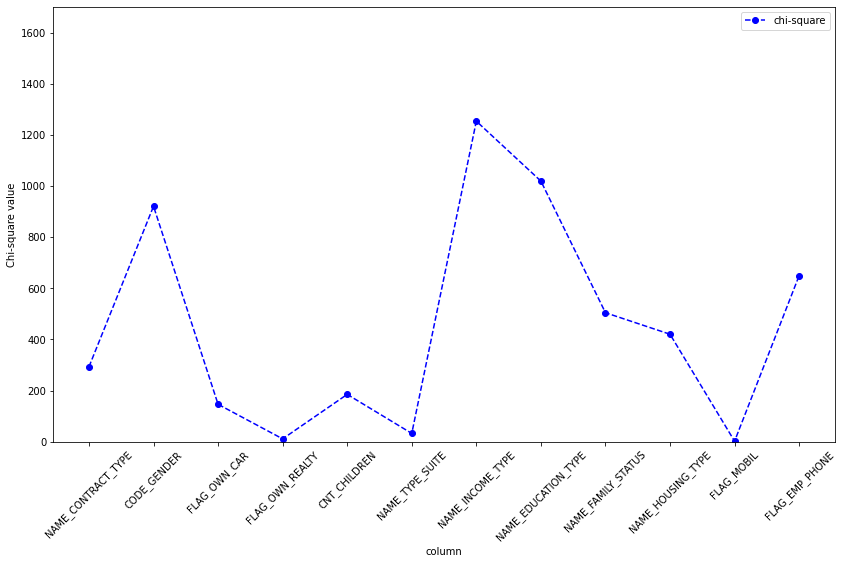 chi-square
1600
1400
1200
1000
800
600
400
200
0
Chi-square value
NAME_CONTRACT_TYPE
CODE_GENDER
FLAG_OWN_CAR
FLAG_OWN_REALTY
CNT_CHILDREN
NAME_TYPE_SUITE
NAME_INCOME_TYPE
NAME_EDUCATION_TYPE
NAME_FAMILY_STATUS
NAME_HOUSING_TYPE
FLAG_MOBIL
FLAG_EMP_PHONE
column